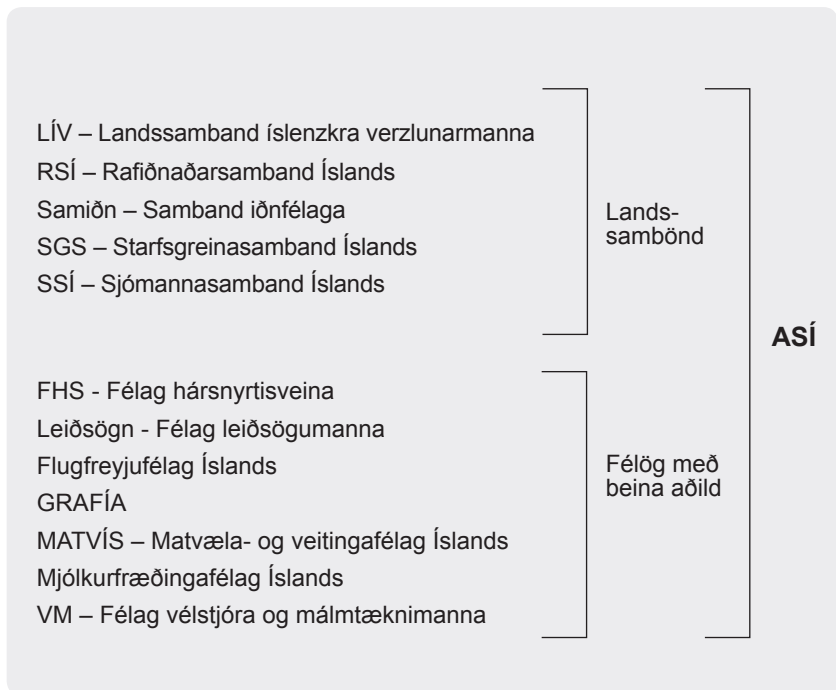 LÍV – Landssamband íslenzkra verzlunarmanna
RSÍ – Rafiðnaðarsamband Íslands
Samiðn – Samband iðnfélaga
SGS – Starfsgreinasamband Íslands
SSÍ – Sjómannasamband Íslands
Lands-
sambönd
ASÍ
FHS - Félag hársnyrtisveina
Leiðsögn - Félag leiðsögumanna
Flugfreyjufélag Íslands
GRAFÍA
MATVÍS – Matvæla- og veitingafélag Íslands
Mjólkurfræðingafélag Íslands
VM – Félag vélstjóra og málmtæknimanna
Félög með
beina aðild